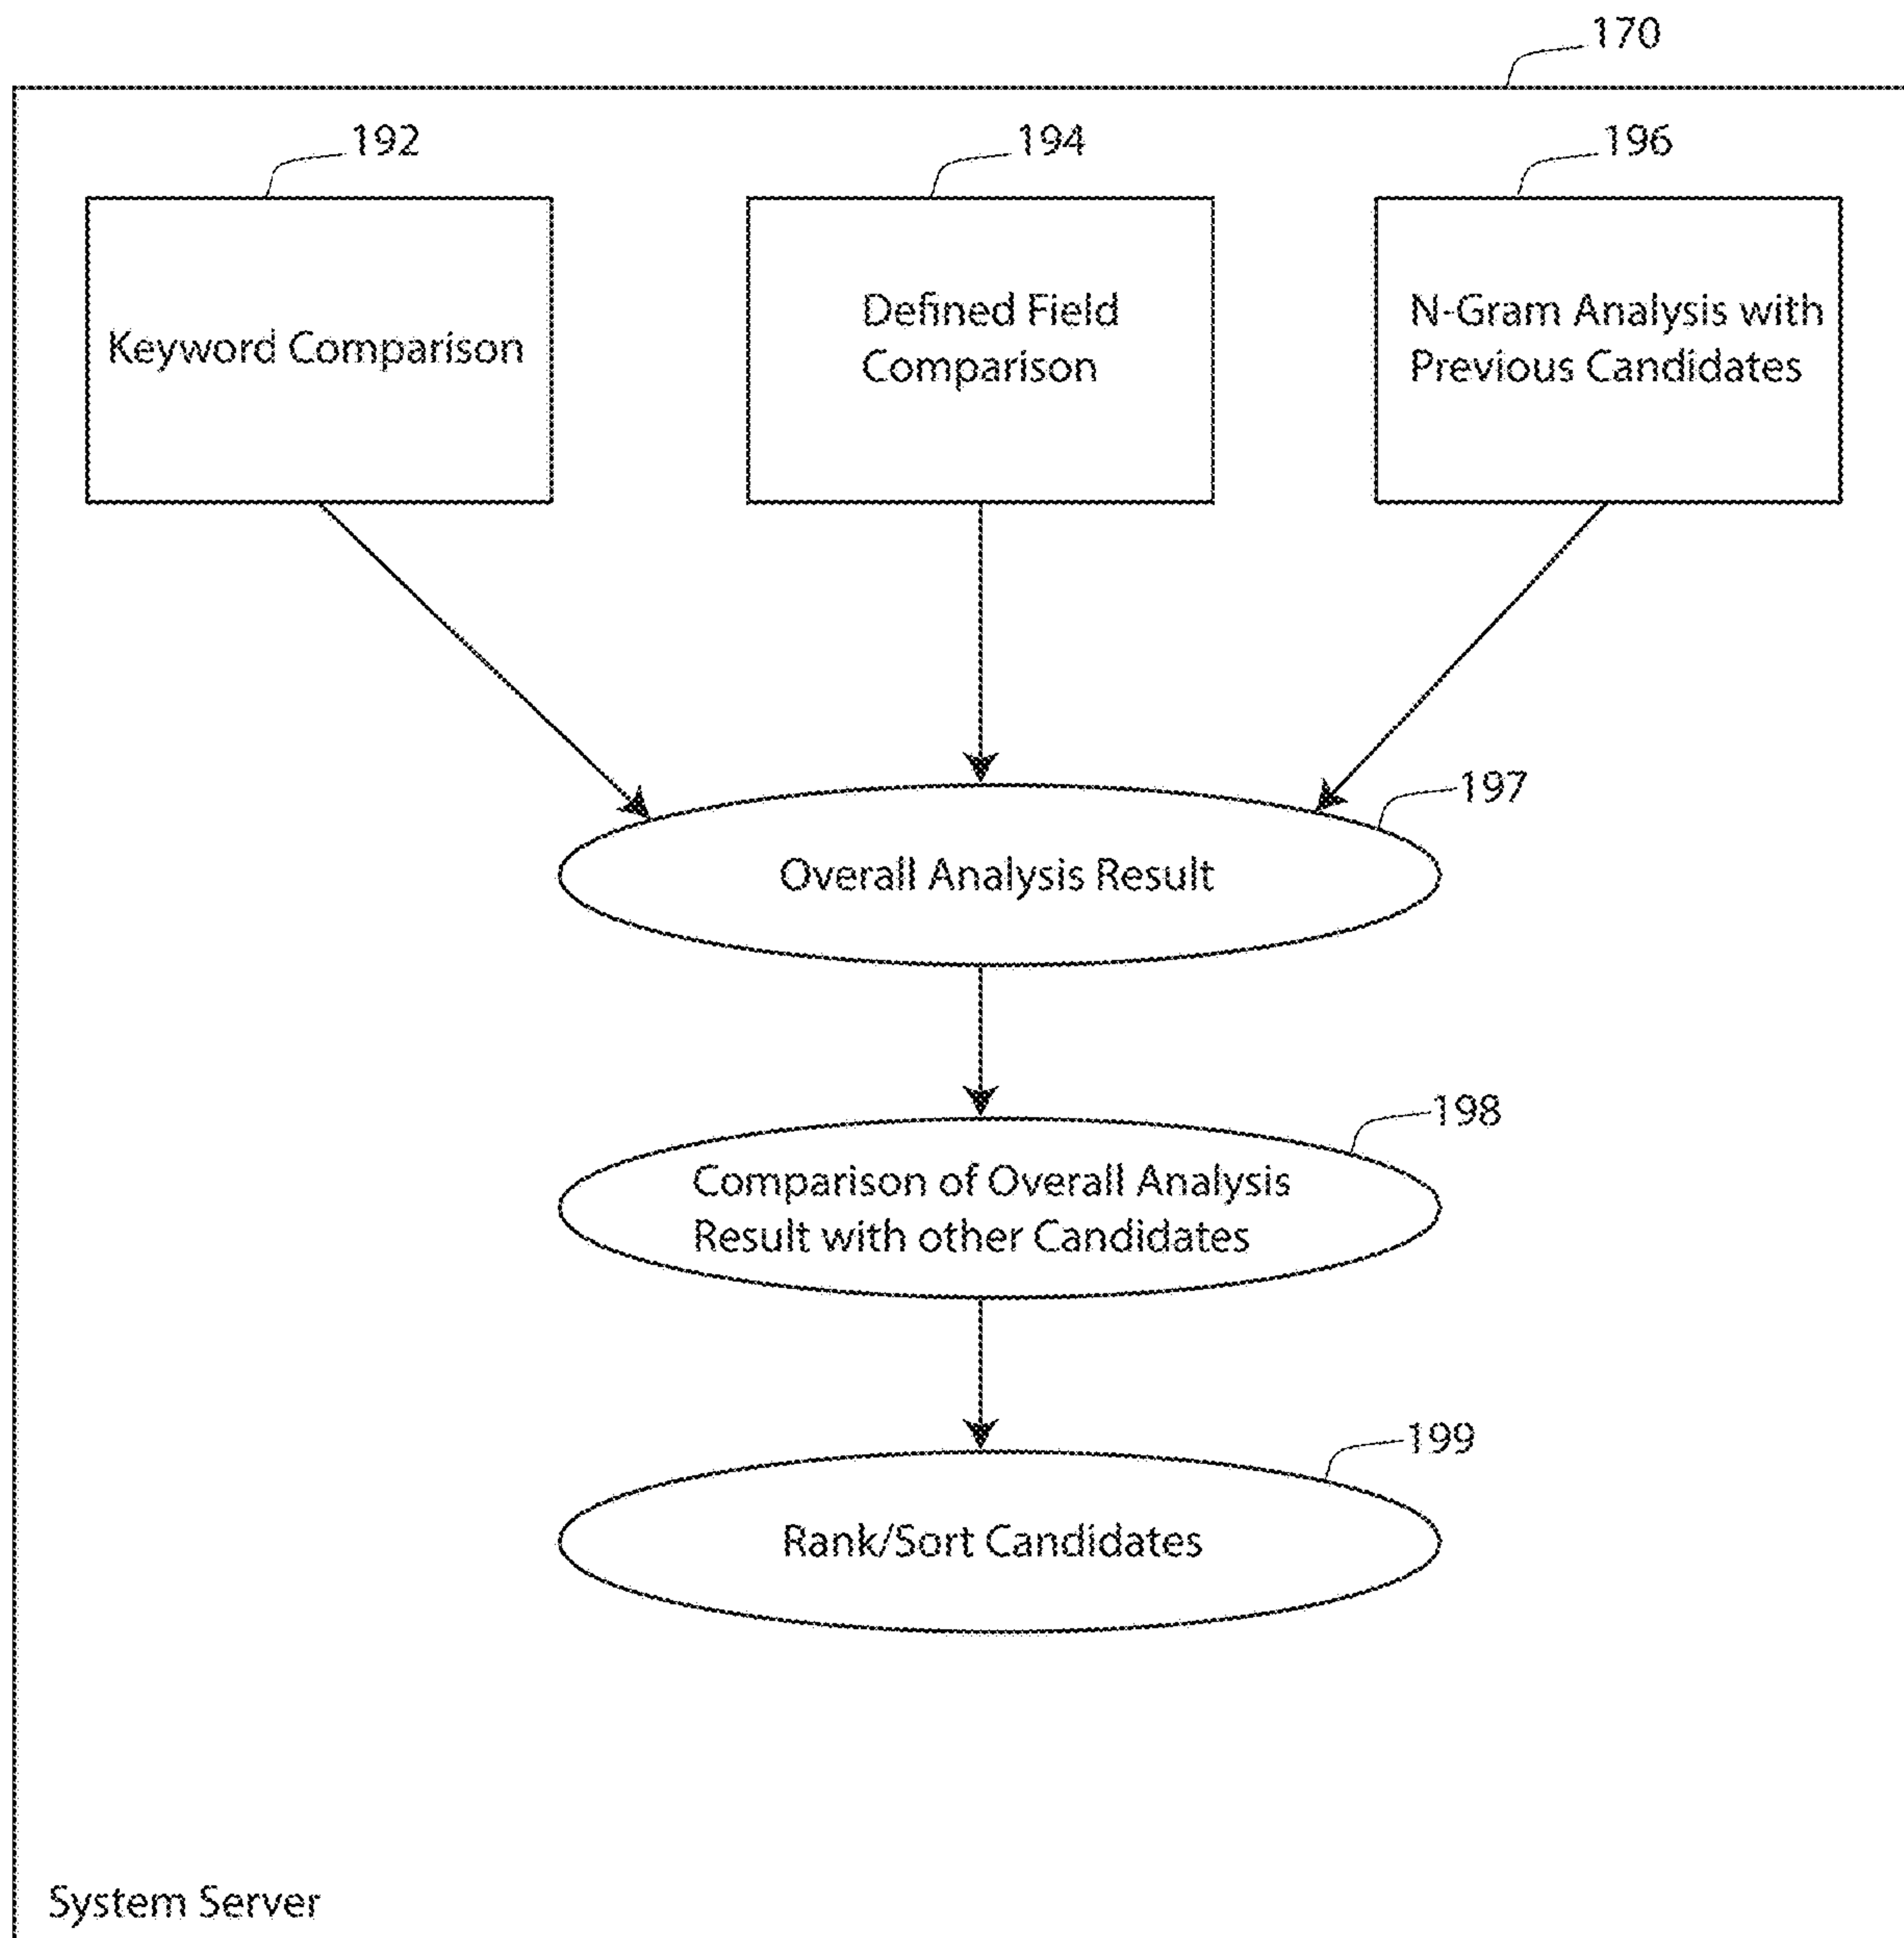 170
192
194
196
Keyword Comparison
Defined Field
Comparison
N-Gram Analysis with
Previous Candidates
197
Overall Analysis Result
198
Comparison of Overall Analysis
Result with other Candidates
199
Rank/Sort Candidates
System Server